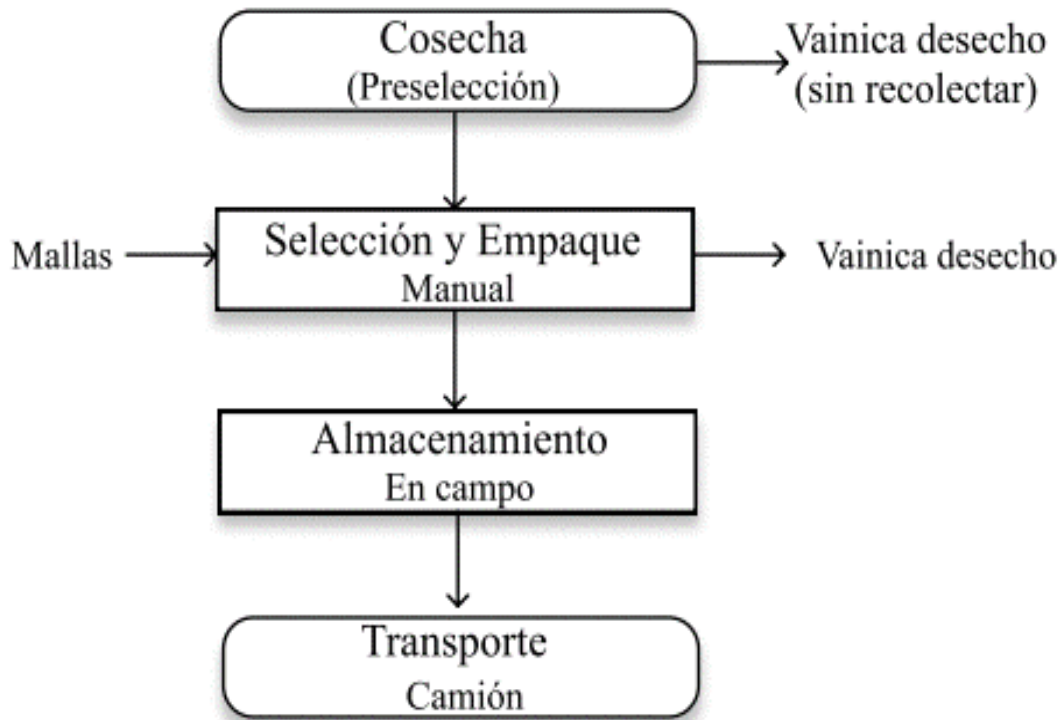 Cosecha
(Preselección)
Vainica desecho
(sin recolectar)
Mallas
Selección y Empaque
Manual
Vainica desecho
Almacenamiento
En campo
Transporte
Camión